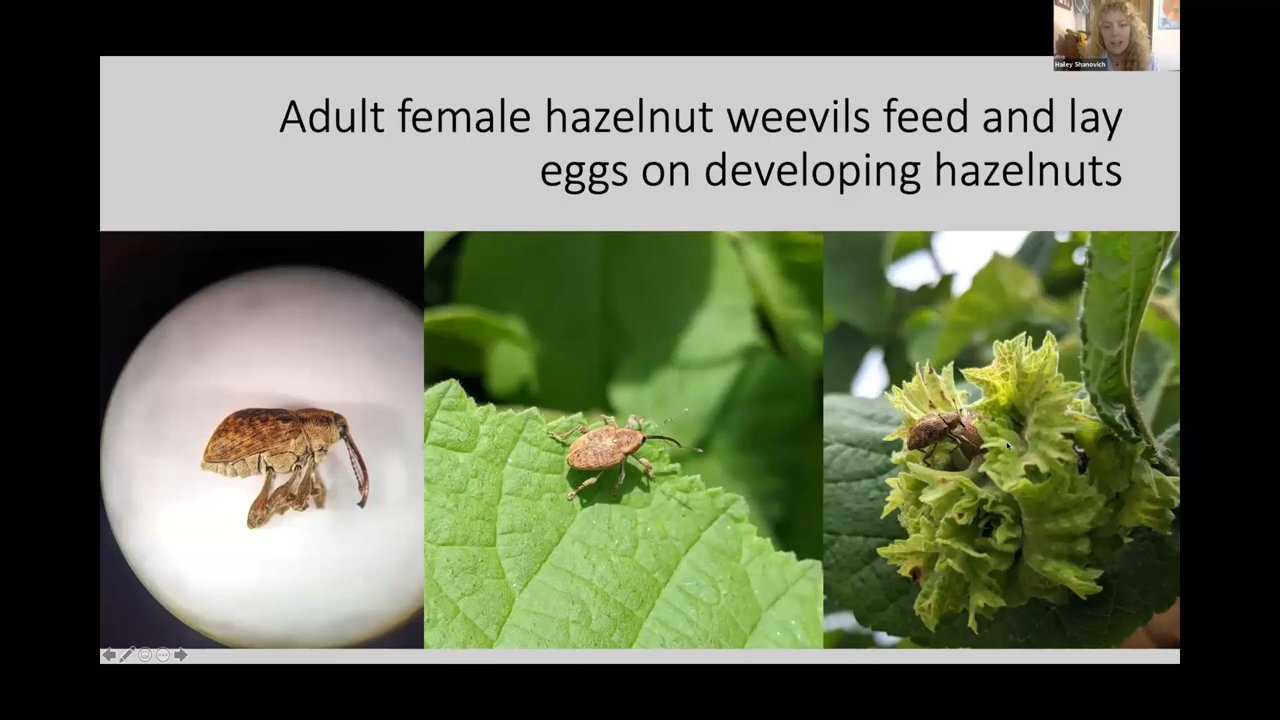 Hailey Shanovich
Adult female hazelnut weevils feed and lay
eggs on developing hazelnuts